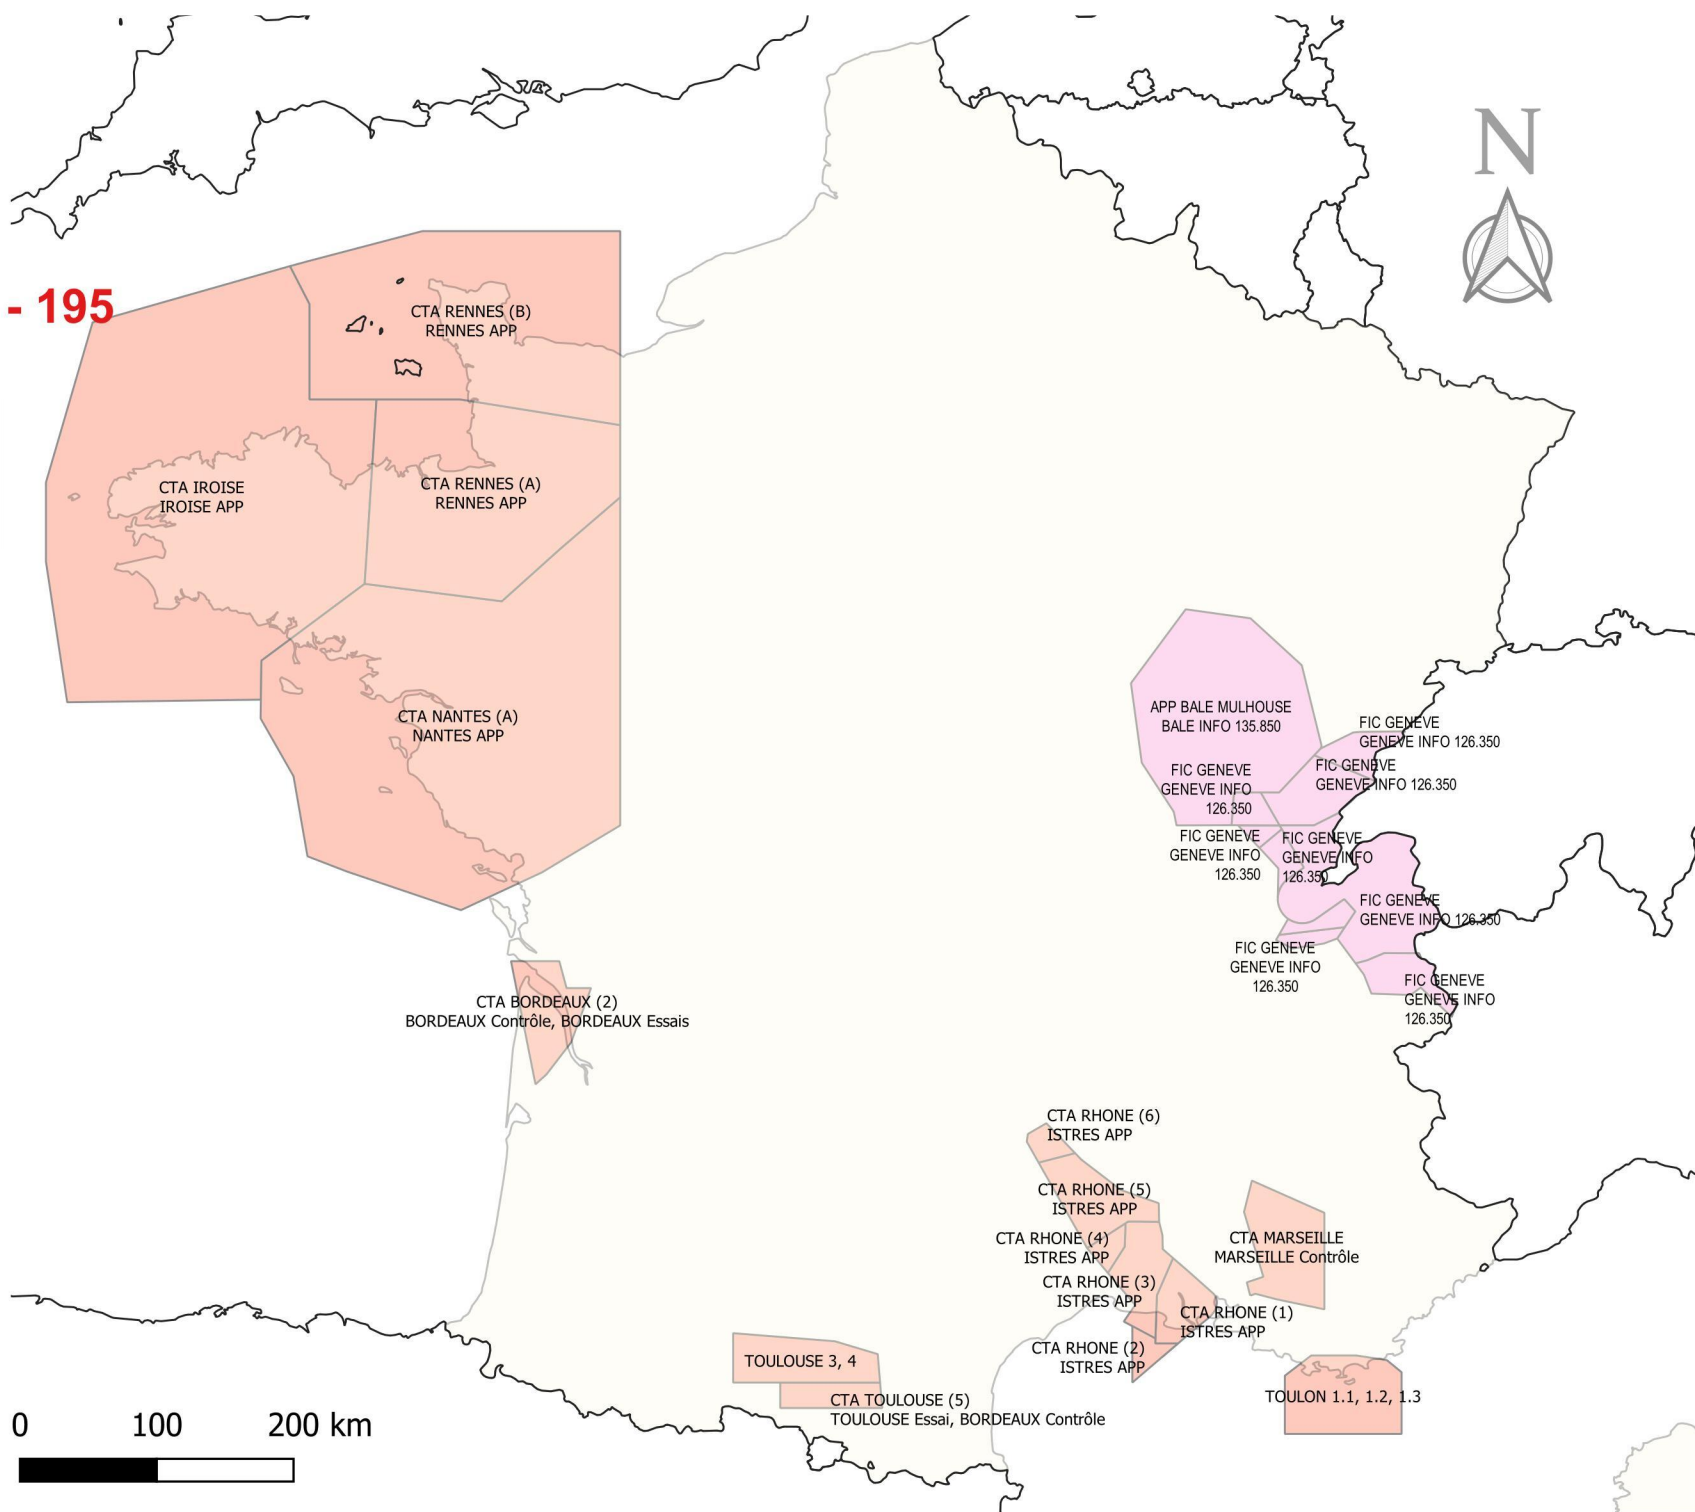 N
- 195
CTA RENNES (B)
RENNES APP
CTA IROISE
IROISE APP
CTA RENNES (A)
RENNES APP
CTA NANTES (A)
NANTES APP
APP BALE MULHOUSE
BALE INFO 135.850
FIC GENEVE
GENEVE INFO 126.350
FIC GENEVE
GENEVE INFO 126.350
FIC GENEVE
GENEVE INFO
126.350
FIC GENEVE
GENEVE INFO
126.350
FIC GENEVE
GENEVE INFO
126.350
FIC GENEVE
GENEVE INFO 126.350
FIC GENEVE
GENEVE INFO
126.350
FIC GENEVE
GENEVE INFO
126.350
CTA BORDEAUX (2)
BORDEAUX Contrôle, BORDEAUX Essais
CTA RHONE (6)
ISTRES APP
CTA RHONE (5)
ISTRES APP
CTA RHONE (4)
ISTRES APP
CTA RHONE (3)
ISTRES APP
CTA RHONE (1)
ISTRES APP
CTA RHONE (2)
ISTRES APP
CTA MARSEILLE
MARSEILLE Contrôle
TOULOUSE 3, 4
CTA TOULOUSE (5)
TOULOUSE Essai, BORDEAUX Contrôle
TOULON 1.1, 1.2, 1.3
0 100 200 km